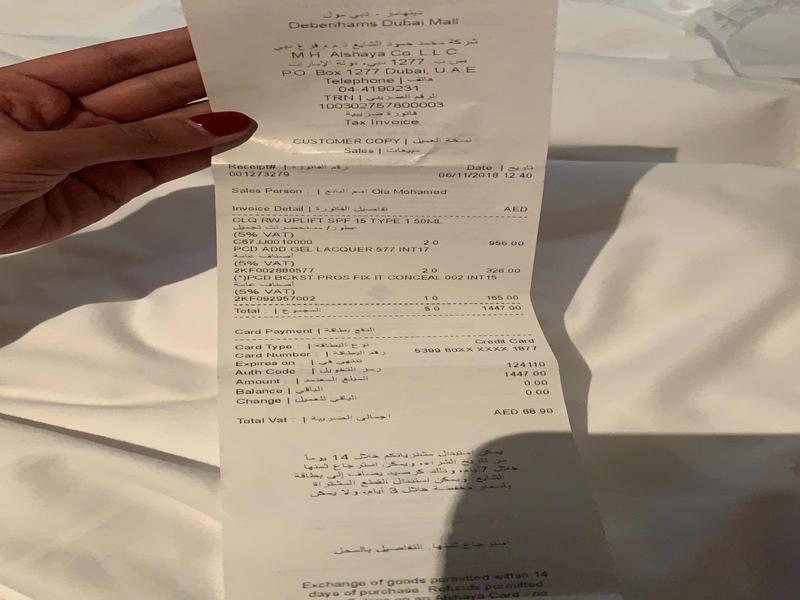 دبنهامز - دبي مول
Debenhams Dubai Mall
شركة محمد حمود الشايع ذ.م.م فرع دبي
M.H. Alshaya Co. L.L.C
ص.ب 1277 دبي، دولة الإمارات
P.O. Box 1277 Dubai, U.A.E
Telephone | هاتف
04-4190231
TRN | الرقم الضريبي
100302757800003
فاتورة ضريبية
Tax Invoice
CUSTOMER COPY | نسخة العميل
Sales | مبيعات
Receipt# | رقم الفاتورة Date | تاريخ
001273279 06/11/2018 12:40
Sales Person : | اسم البائع Ola Mohamed
Invoice Detail | تفاصيل الفاتورة AED
CLQ RW UPLIFT SPF 15 TYPE 1 50ML
عطور/ مستحضرات تجميل
(5% VAT)
C67JJ0010000 2.0 956.00
PCD ADD GEL LACQUER 577 INT17
أصناف عامة
(5% VAT)
2KF0028B0577 2.0 326.00
(*)PCD BCKST PROS FIX IT CONCEAL 002 INT15
أصناف عامة
(5% VAT)
2KF092957002 1.0 165.00
Total : | المجموع 5.0 1447.00
Card Payment | الدفع بطاقة
Card Type | نوع البطاقة Credit Card
Card Number : | رقم البطاقة 5399 80XX XXXX 1877
Expires on : | تنتهي في
Auth Code | رمز التخويل 124110
Amount : | المبلغ المعتمد 1447.00
Balance | الباقي 0.00
Change | الباقي للعميل 0.00
Total Vat : | اجمالي الضريبة AED 68.90
يمكن استبدال مشترياتكم خلال 14 يوما
من تاريخ الشراء، ويمكن استرجاع ثمنها
خلال 7 أيام، وذلك كرصيد يضاف إلى بطاقة
الشايع. ويمكن استبدال القطع المشتراة
بأسعار مخفضة خلال 3 أيام، ولا يمكن
استرجاع ثمنها. التفاصيل بالمحل
Exchange of goods permitted within 14
days of purchase. Refunds permitted
7 days on an Alshaya Card - no